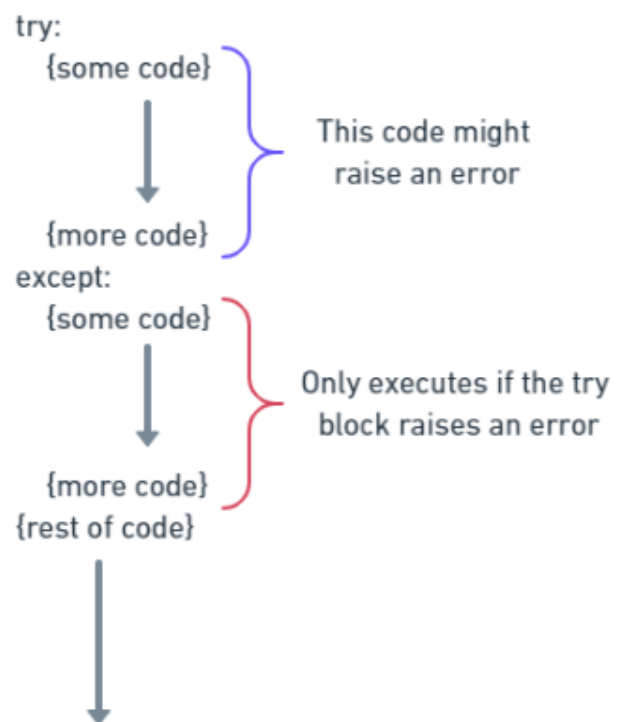 try:
{some code}
This code might
raise an error
{more code}
except:
{some code}
Only executes if the try
block raises an error
{more code}
{rest of code}